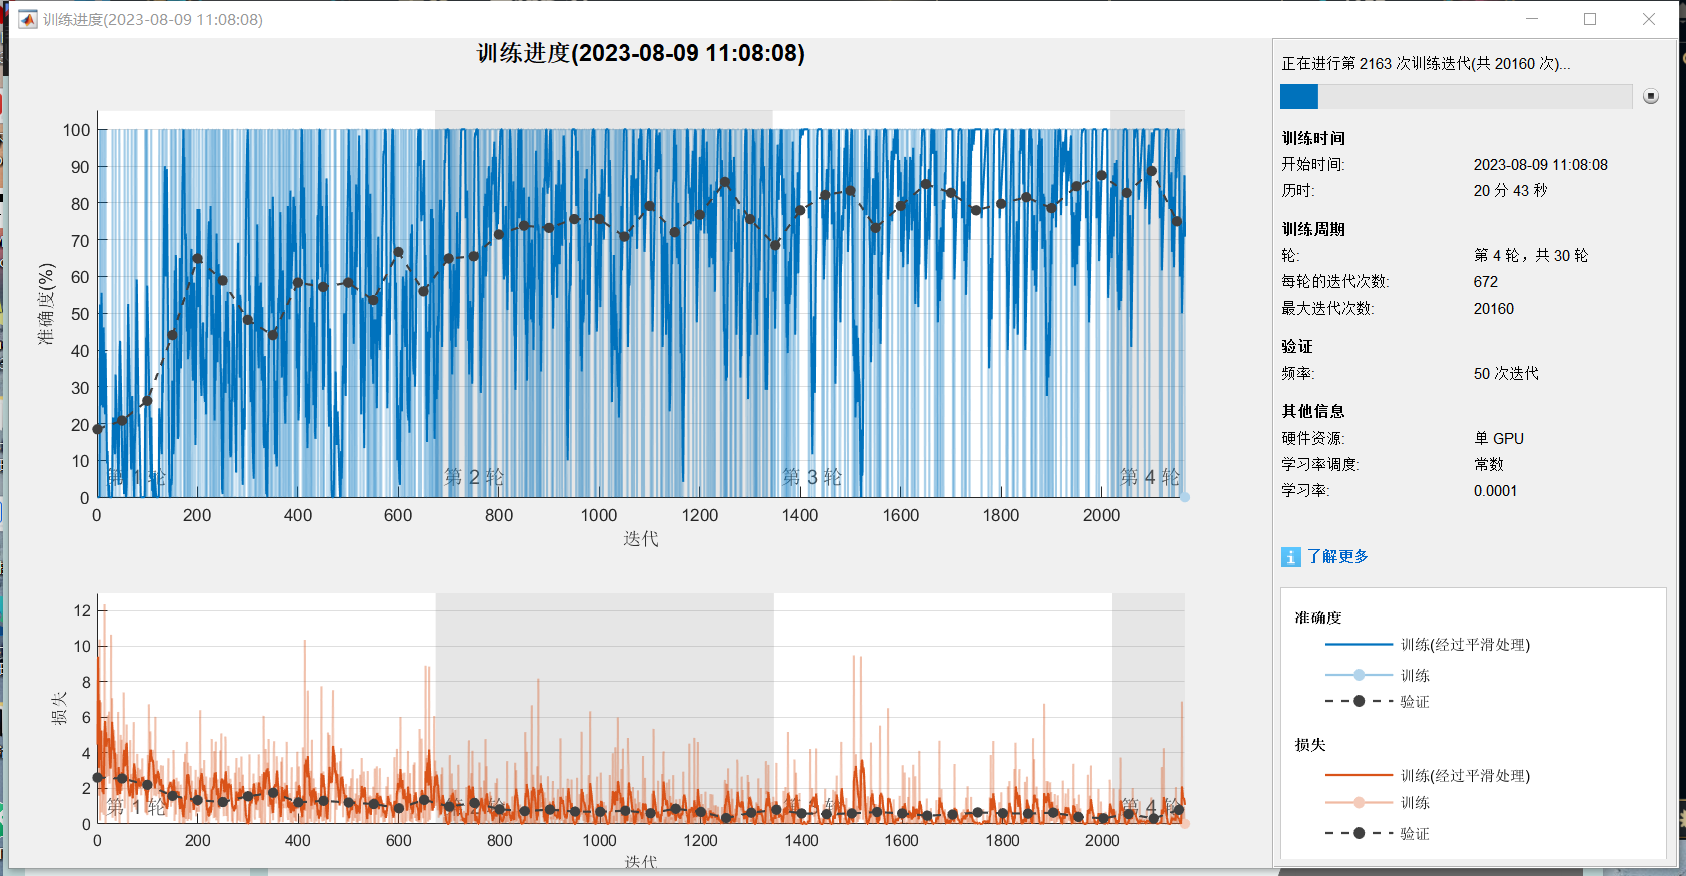 训练进度(2023-08-09 11:08:08)
训练进度(2023-08-09 11:08:08)
100
90
80
70
60
50
40
30
20
10
0
准确度(%)
第 1 轮
第 2 轮
第 3 轮
第 4 轮
0 200 400 600 800 1000 1200 1400 1600 1800 2000
迭代
12
10
8
6
4
2
0
损失
第 1 轮
第 2 轮
第 3 轮
第 4 轮
0 200 400 600 800 1000 1200 1400 1600 1800 2000
迭代
正在进行第 2163 次训练迭代(共 20160 次)...
训练时间
开始时间: 2023-08-09 11:08:08
历时: 20 分 43 秒
训练周期
轮: 第 4 轮，共 30 轮
每轮的迭代次数: 672
最大迭代次数: 20160
验证
频率: 50 次迭代
其他信息
硬件资源: 单 GPU
学习率调度: 常数
学习率: 0.0001
了解更多
准确度
训练(经过平滑处理)
训练
验证
损失
训练(经过平滑处理)
训练
验证